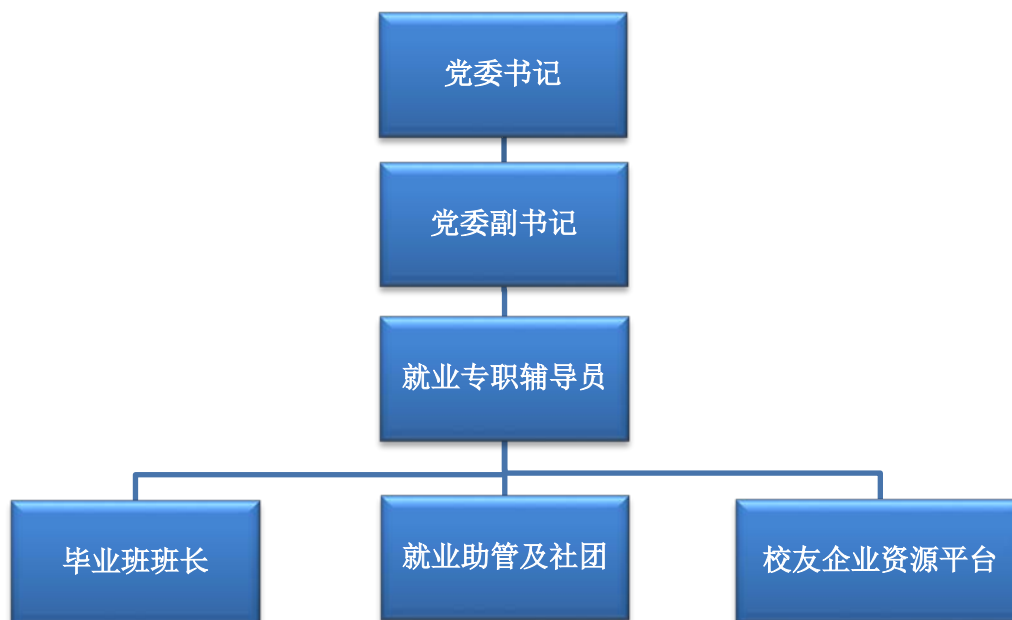 党委书记
党委副书记
就业专职辅导员
毕业班班长
就业助管及社团
校友企业资源平台